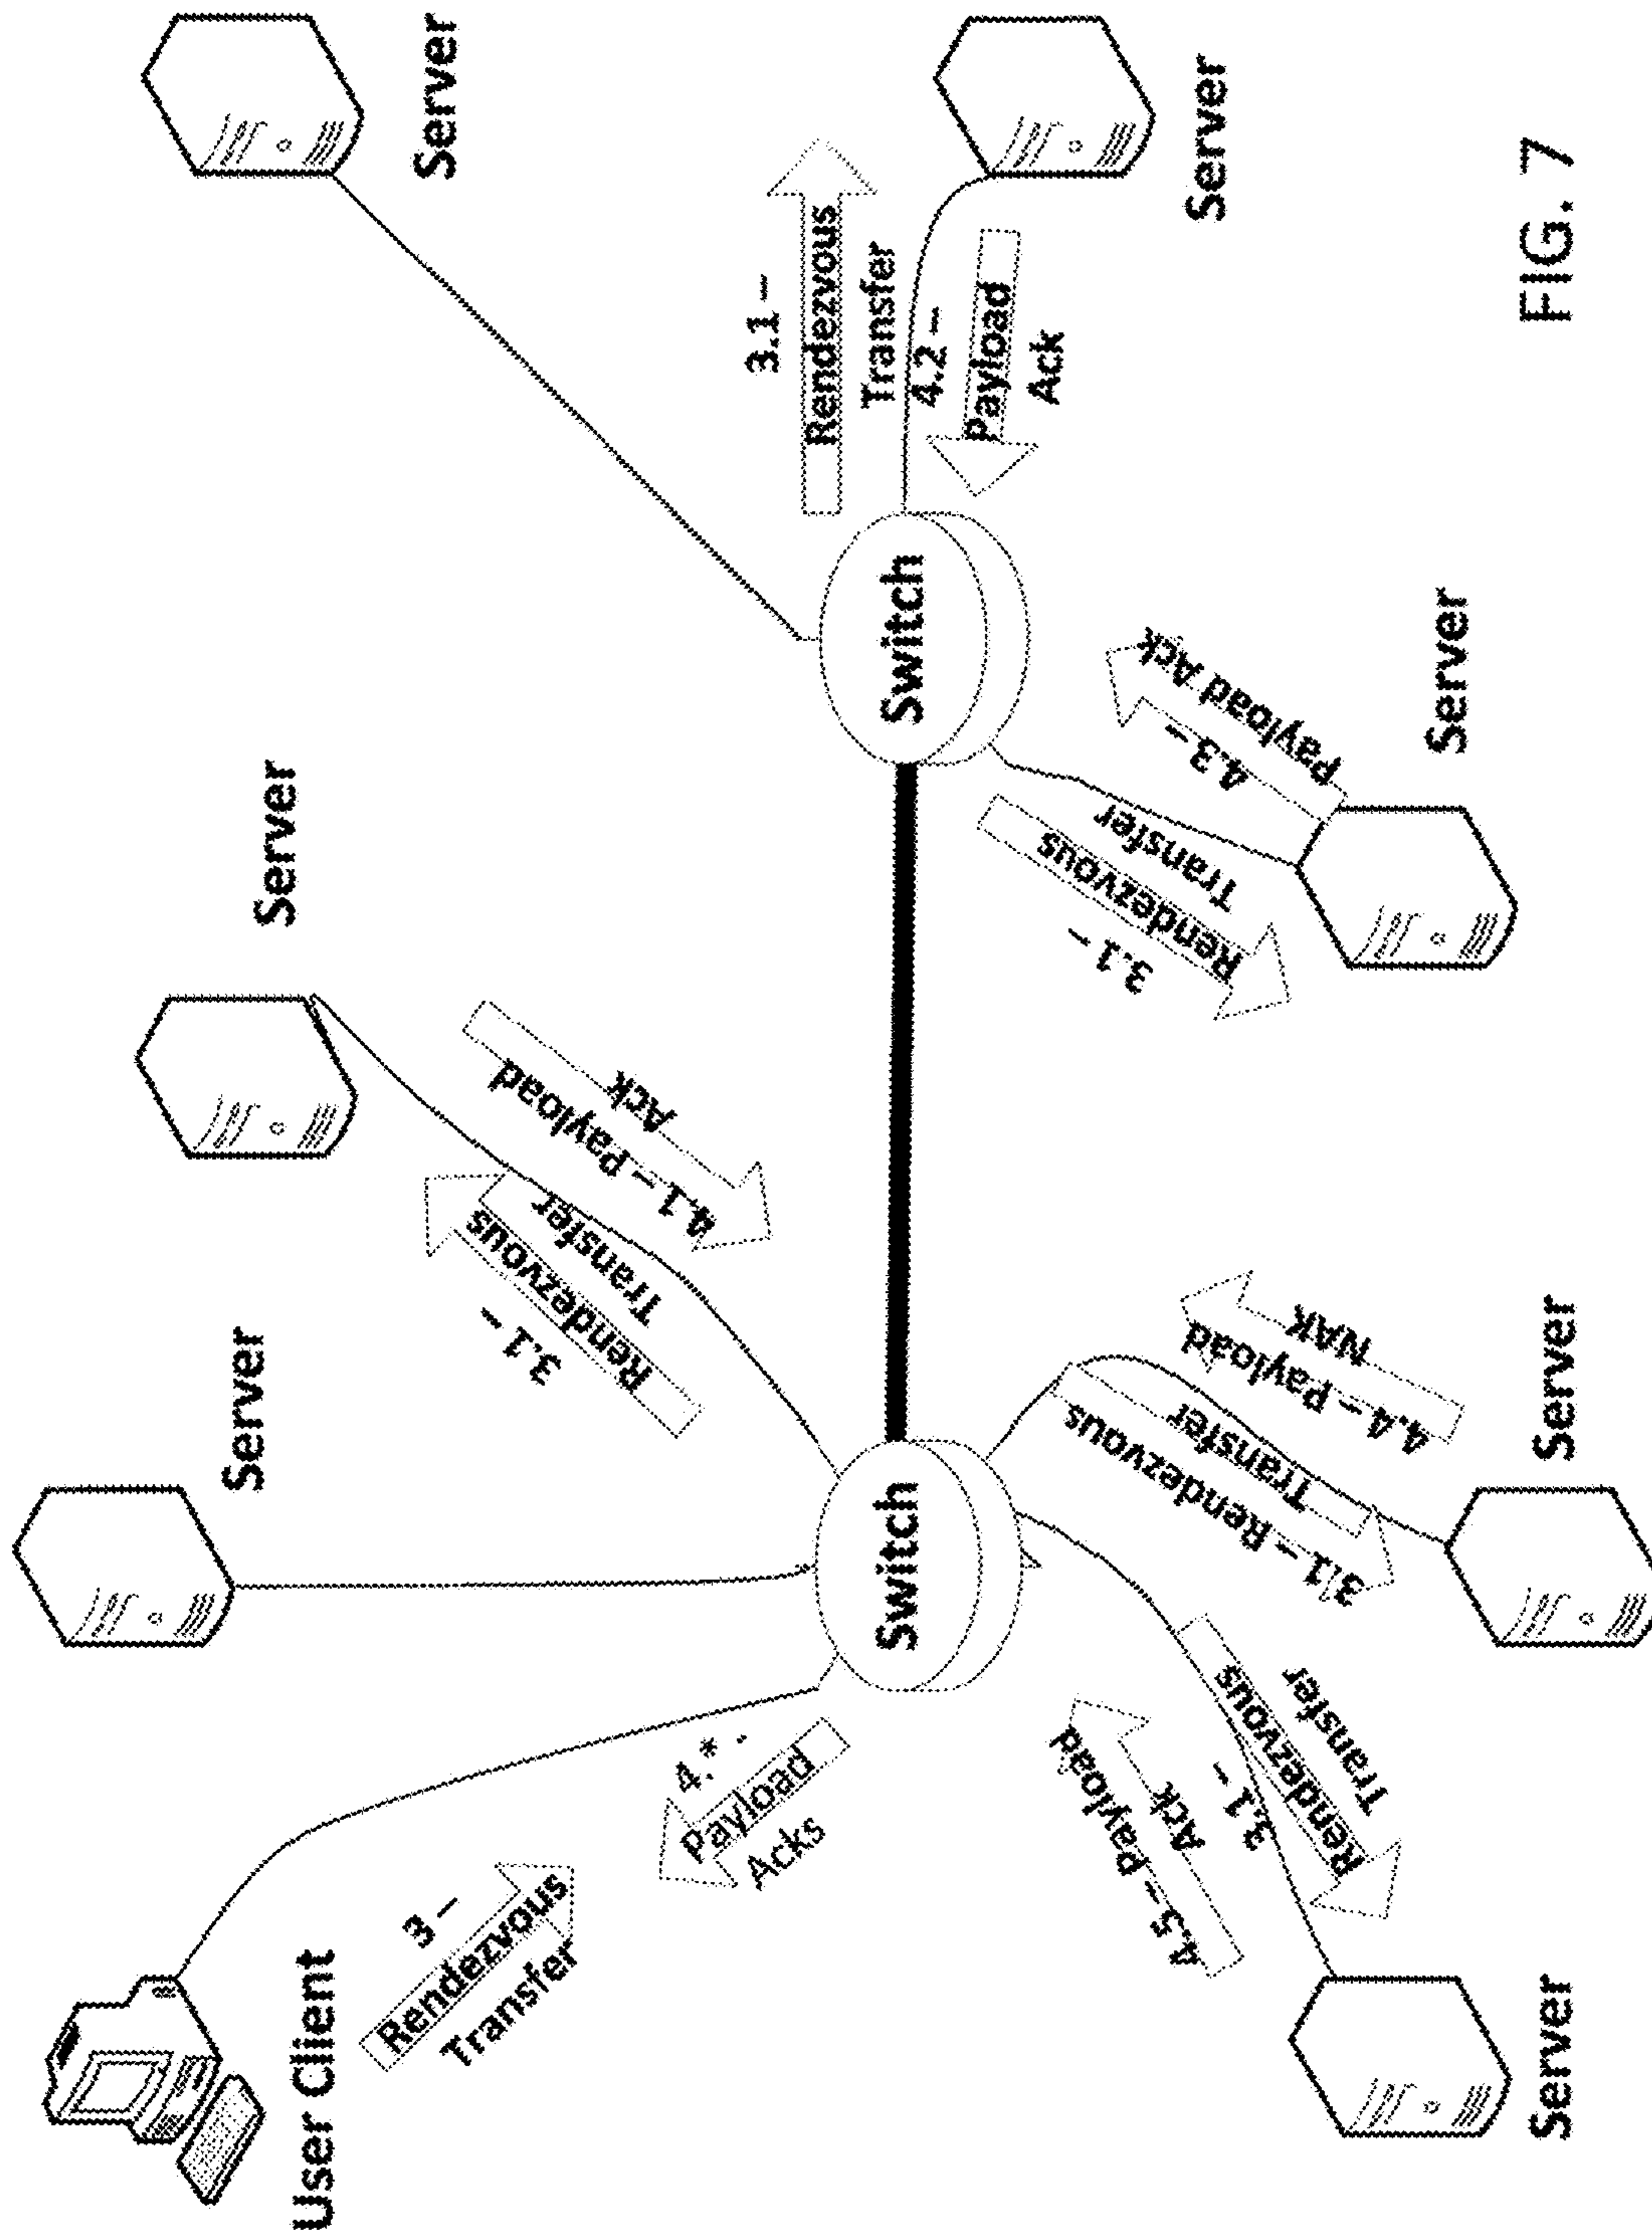 User Client
3 –
Rendezvous
Transfer
4.* -
Payload
Acks
Server
Server
3.1 –
Rendezvous
Transfer
4.1 – Payload
Ack
Server
Switch
Switch
3.1 –
Rendezvous
Transfer
4.2 –
Payload
Ack
Server
4.5 – Payload
Ack
3.1 –
Rendezvous
Transfer
Server
3.1 – Rendezvous
Transfer
4.4 – Payload
NAK
Server
3.1 –
Rendezvous
Transfer
4.3 –
Payload Ack
Server
FIG. 7